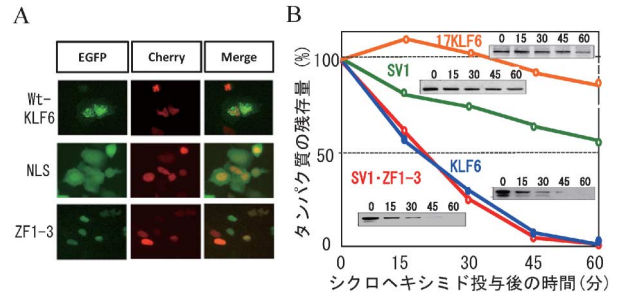 A
EGFP Cherry Merge
Wt-
KLF6
NLS
ZF1-3
B
タンパク質の残存量 (%)
100
50
0
17KLF6
0 15 30 45 60
SV1
0 15 30 45 60
SV1・ZF1-3
0 15 30 45 60
KLF6
0 15 30 45 60
0 15 30 45 60
シクロヘキシミド投与後の時間(分)